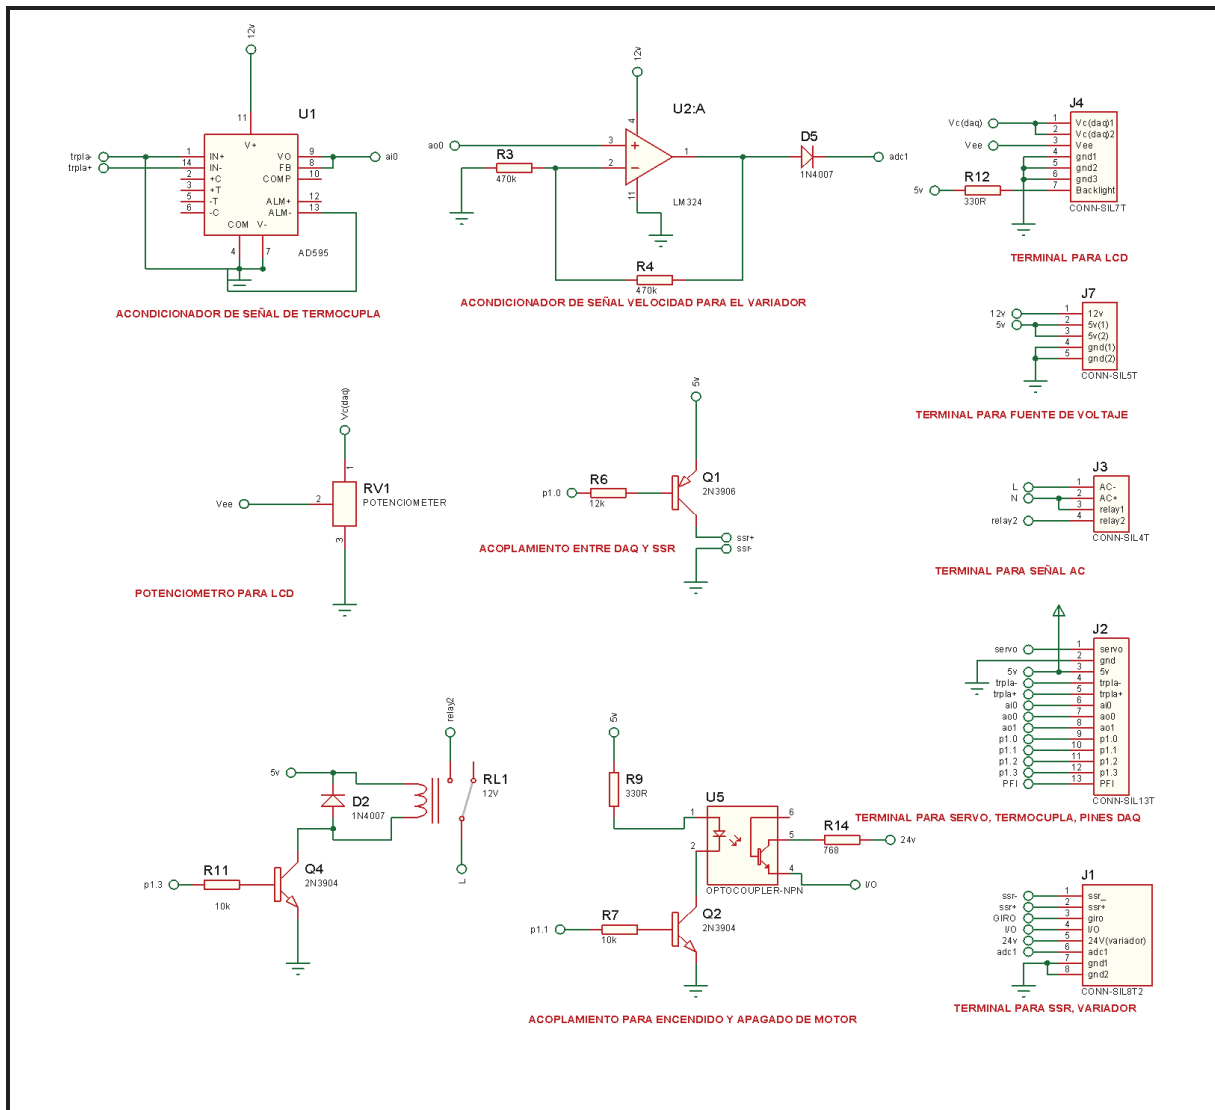 12v
U1
11
V+
trpla-
trpla+
1
14
2
3
5
6
IN+
IN-
+C
+T
-T
-C
VO
FB
COMP
ALM+
ALM-
9
8
10
12
13
ai0
COM V-
4
7
AD595
ACONDICIONADOR DE SEÑAL DE TERMOCUPLA
12v
U2:A
4
ao0
3
R3
470k
2
1
11
LM324
D5
1N4007
adc1
R4
470k
ACONDICIONADOR DE SEÑAL VELOCIDAD PARA EL VARIADOR
J4
Vc(daq)
1 Vc(daq)1
2 Vc(daq)2
Vee
3 Vee
4 gnd1
5 gnd2
6 gnd3
7 Backlight
5v
R12
330R
CONN-SIL7T
TERMINAL PARA LCD
J7
12v
1 12v
5v
2 5v(1)
3 5v(2)
4 gnd(1)
5 gnd(2)
CONN-SIL5T
TERMINAL PARA FUENTE DE VOLTAJE
Vc(daq)
1
RV1
POTENCIOMETER
Vee
2
3
POTENCIOMETRO PARA LCD
5v
p1.0
R6
12k
Q1
2N3906
ssr+
ssr-
ACOPLAMIENTO ENTRE DAQ Y SSR
J3
L 1 AC-
N 2 AC+
3 relay1
relay2 4 relay2
CONN-SIL4T
TERMINAL PARA SEÑAL AC
J2
servo 1 servo
2 gnd
5v 3 5v
trpla- 4 trpla-
trpla+ 5 trpla+
ai0 6 ai0
ao0 7 ao0
ao1 8 ao1
p1.0 9 p1.0
p1.1 10 p1.1
p1.2 11 p1.2
p1.3 12 p1.3
PFI 13 PFI
CONN-SIL13T
TERMINAL PARA SERVO, TERMOCUPLA, PINES DAQ
relay2
5v
D2
1N4007
RL1
12V
L
p1.3
R11
10k
Q4
2N3904
5v
R9
330R
U5
1
2
6
5
4
R14
768
24v
I/O
OPTOCOUPLER-NPN
p1.1
R7
10k
Q2
2N3904
ACOPLAMIENTO PARA ENCENDIDO Y APAGADO DE MOTOR
J1
ssr- 1 ssr_
ssr+ 2 ssr+
GIRO 3 giro
I/O 4 I/O
24v 5 24V(variador)
adc1 6 adc1
7 gnd1
8 gnd2
CONN-SIL8T2
TERMINAL PARA SSR, VARIADOR